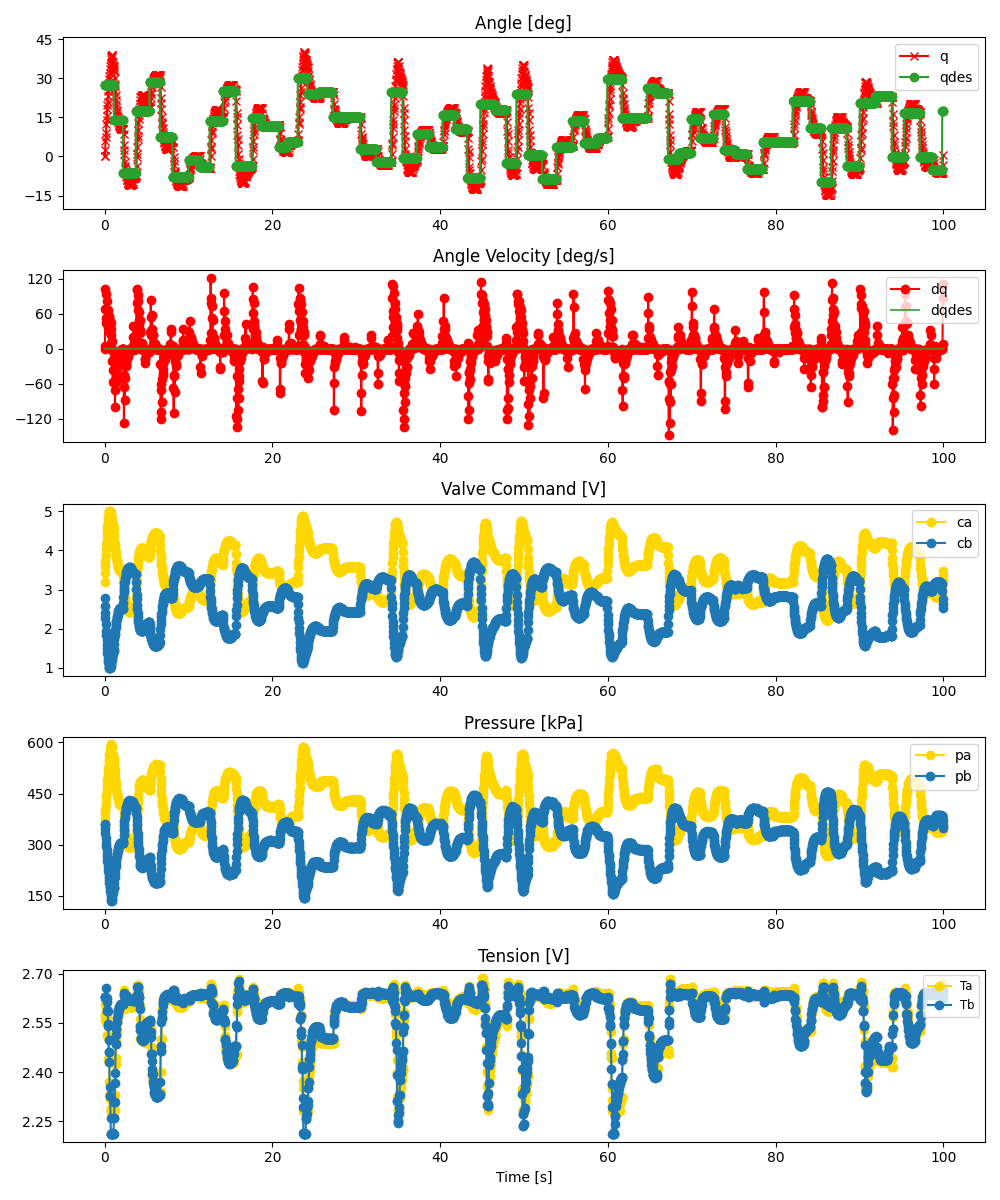 Angle [deg]
45
30
15
0
−15
q
qdes
0 20 40 60 80 100
Angle Velocity [deg/s]
120
60
0
−60
−120
dq
dqdes
0 20 40 60 80 100
Valve Command [V]
5
4
3
2
1
ca
cb
0 20 40 60 80 100
Pressure [kPa]
600
450
300
150
pa
pb
0 20 40 60 80 100
Tension [V]
2.70
2.55
2.40
2.25
Ta
Tb
0 20 40 60 80 100
Time [s]